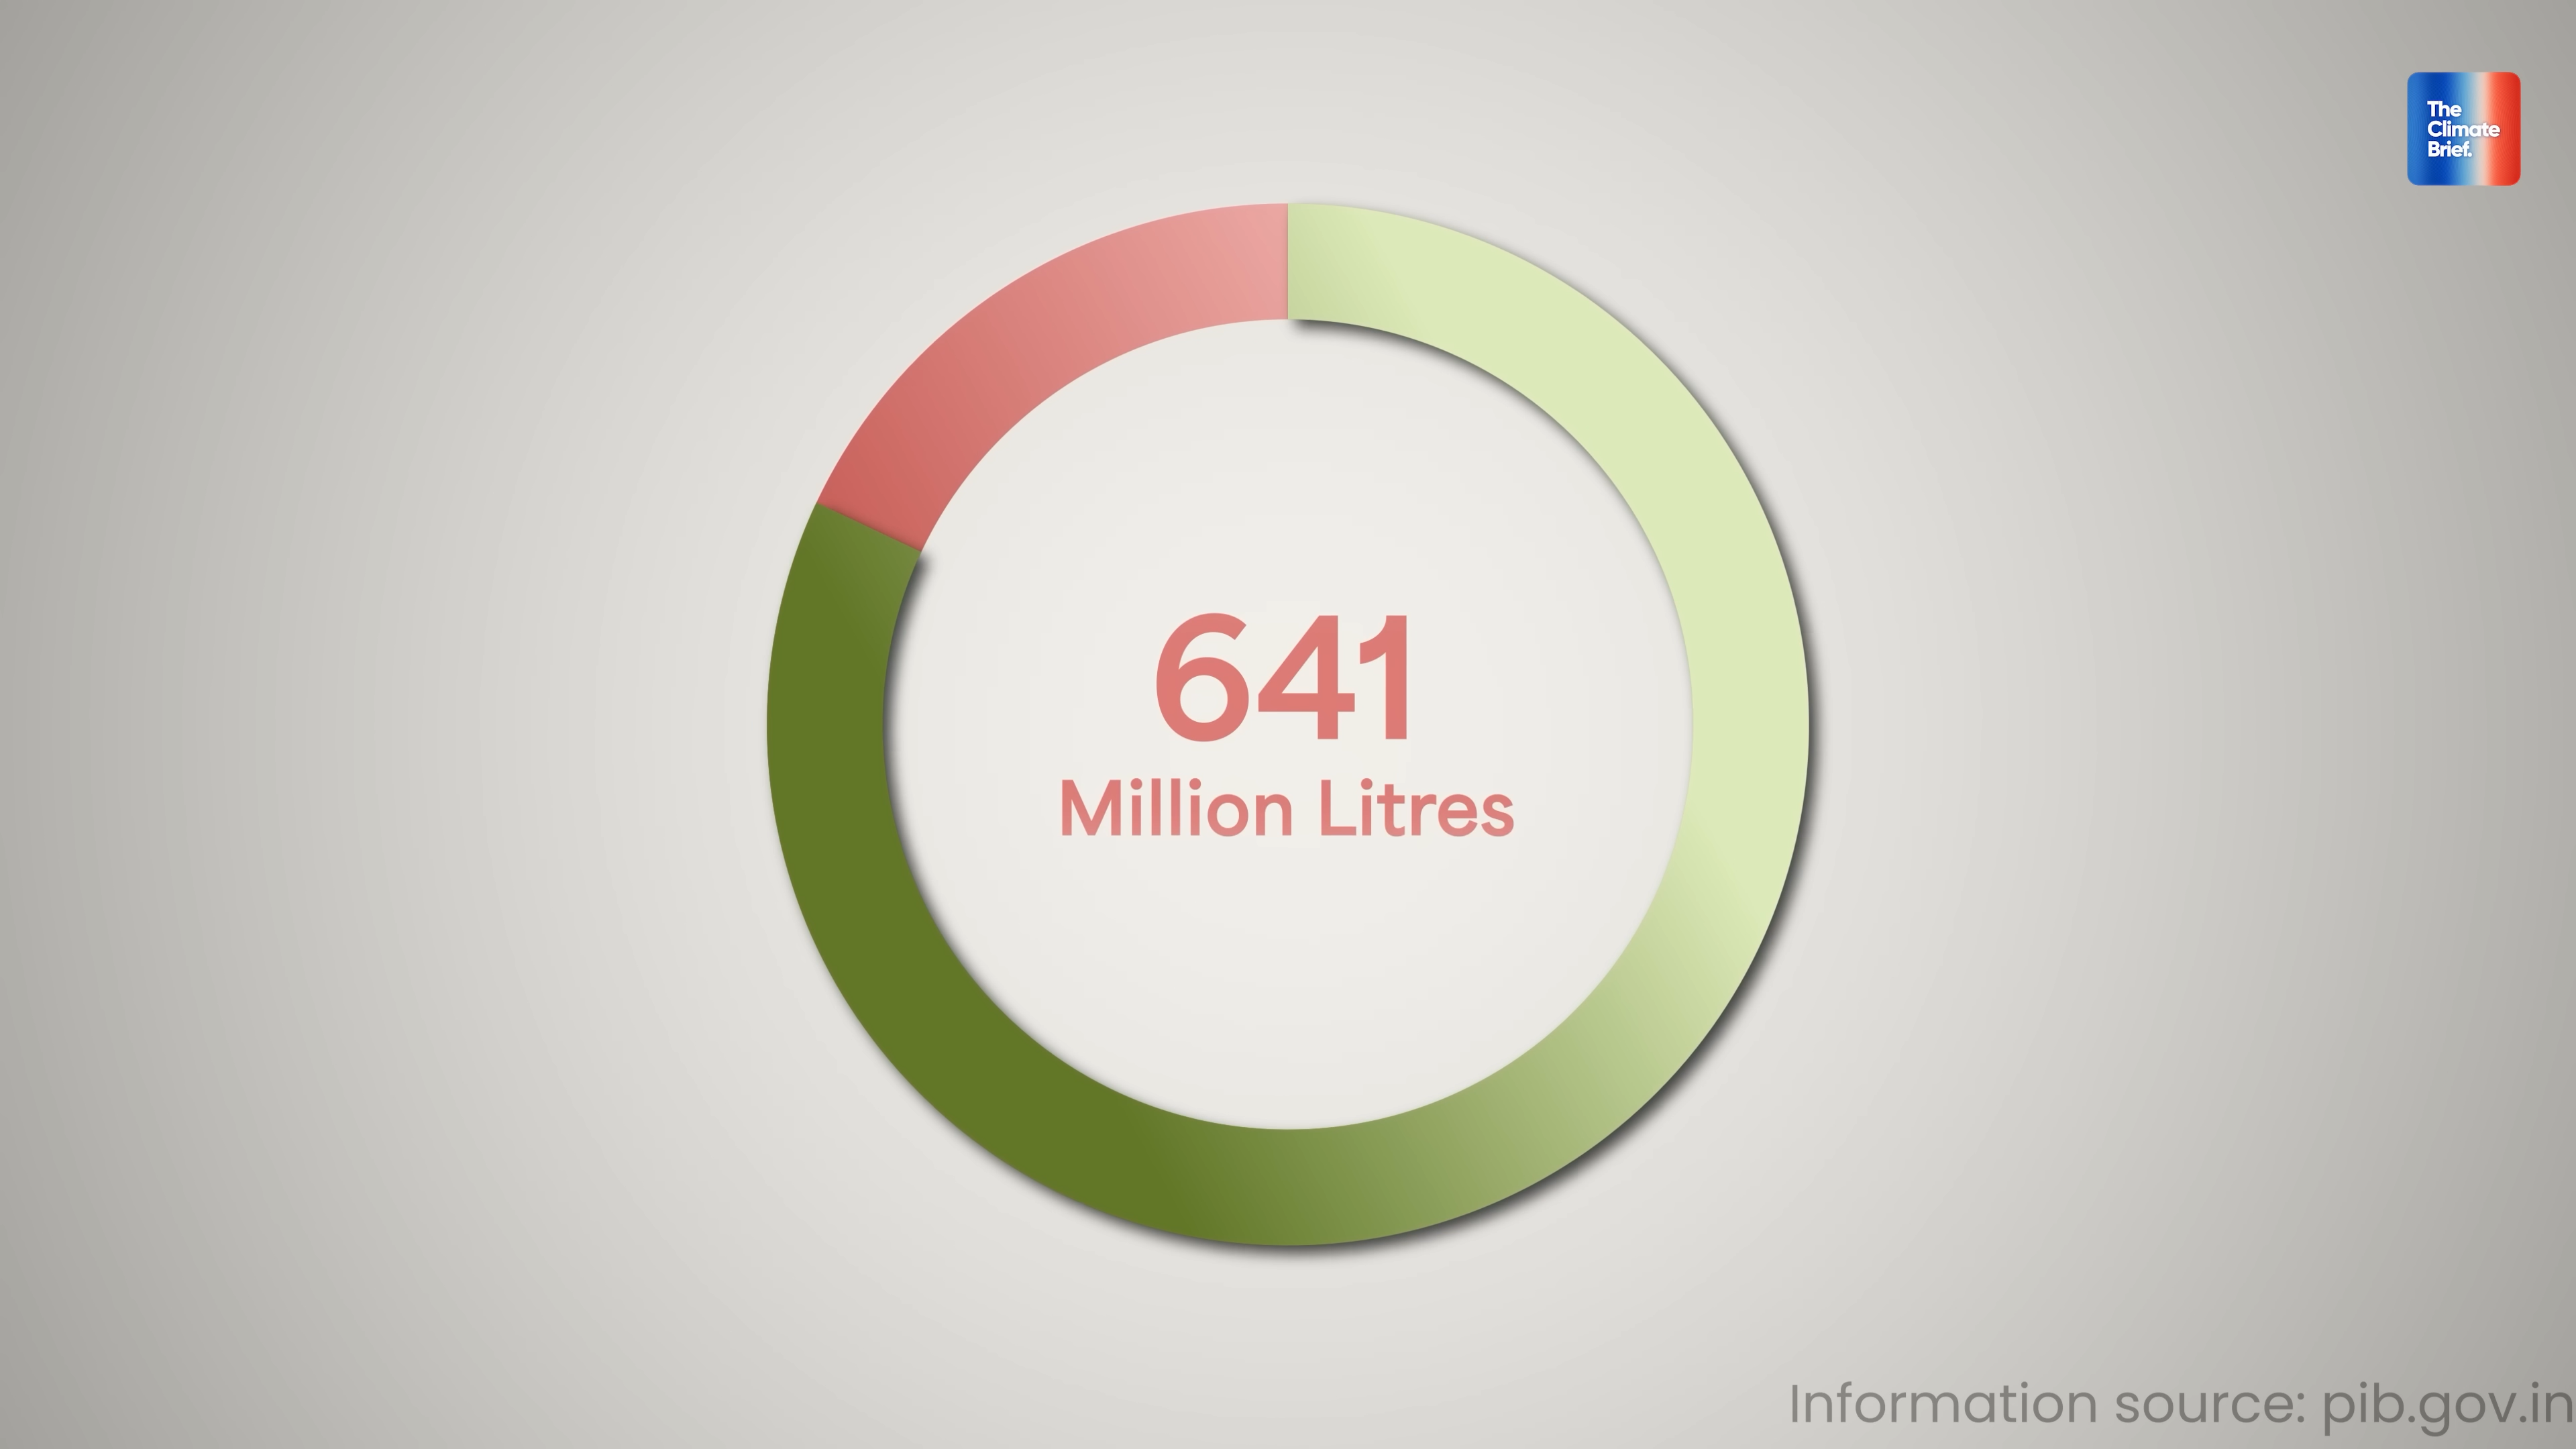 The
Climate
Brief.
641
Million Litres
Information source: pib.gov.in